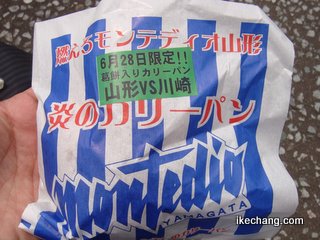 燃えろモンテディオ山形
6月28日限定!!
葛餅入りカリーパン
山形VS川崎
炎のカリーパン
montedio
YAMAGATA
ikechang.com